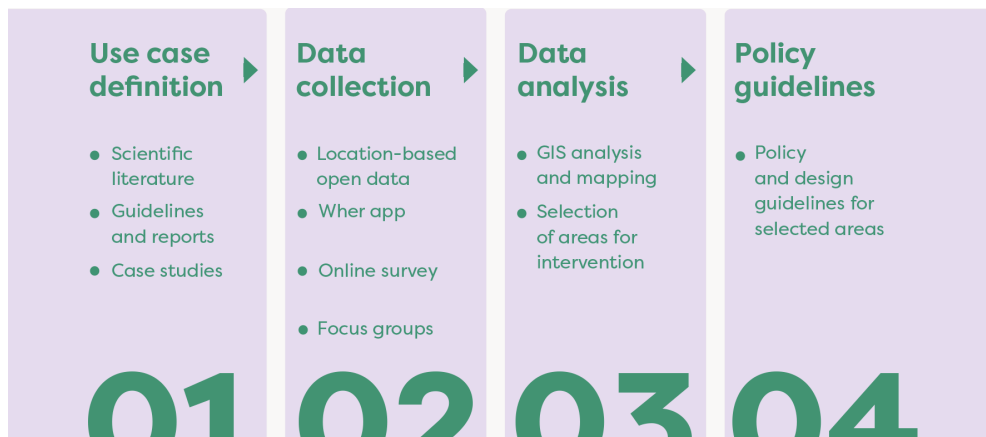 Use case
definition
Scientific
literature
Guidelines
and reports
Case studies
01
Data
collection
Location-based
open data
Wher app
Online survey
Focus groups
02
Data
analysis
GIS analysis
and mapping
Selection
of areas for
intervention
03
Policy
guidelines
Policy
and design
guidelines for
selected areas
04